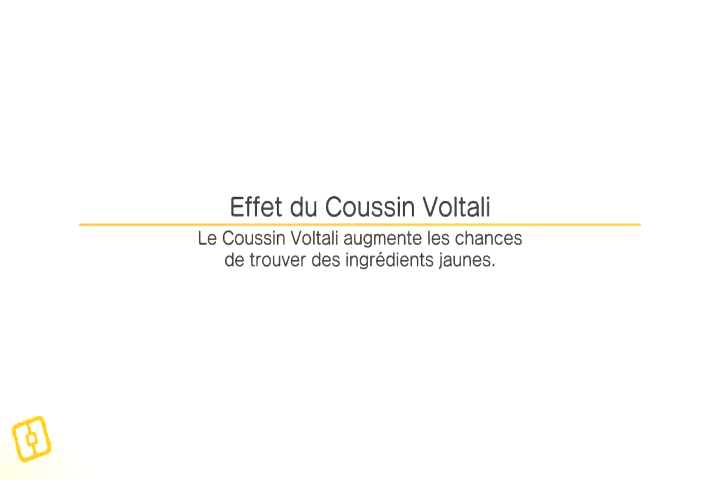 Effet du Coussin Voltali
Le Coussin Voltali augmente les chances
de trouver des ingrédients jaunes.